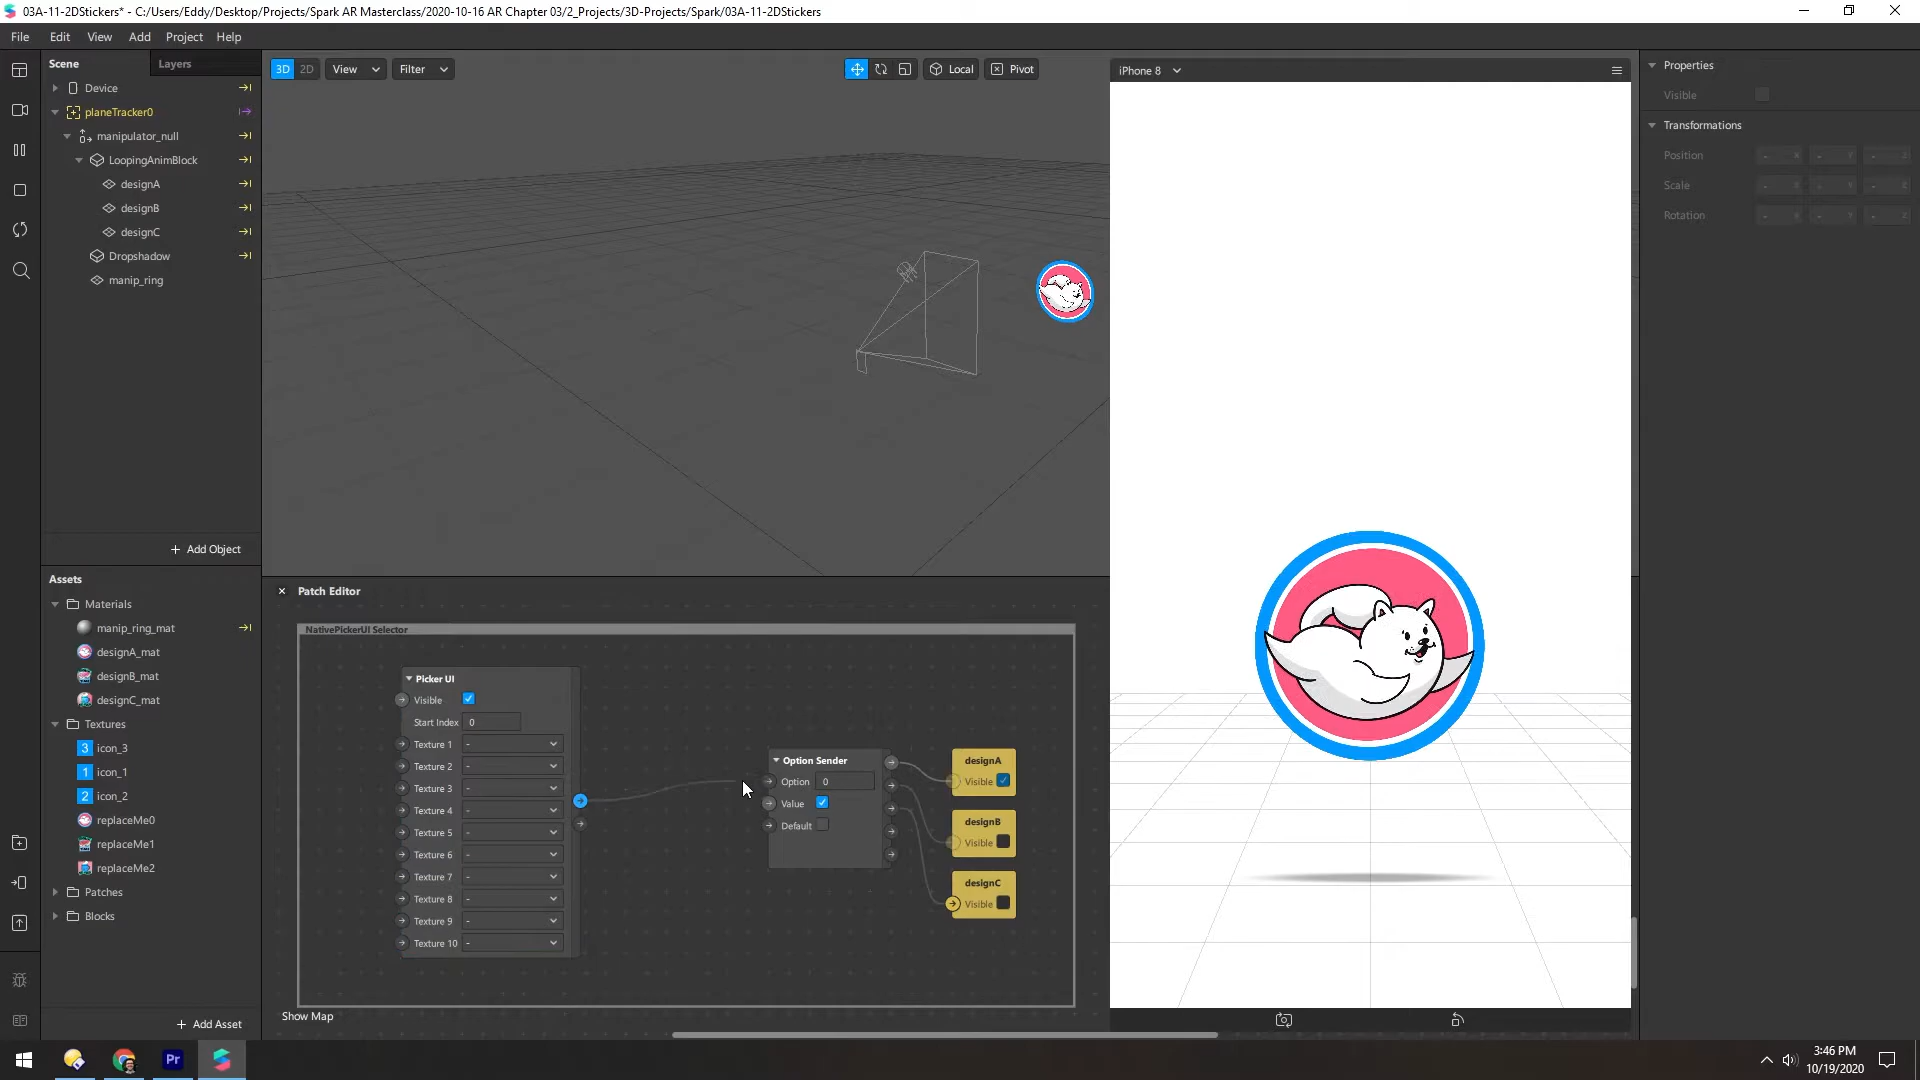 03A-11-2DStickers* - C:/Users/Eddy/Desktop/Projects/Spark AR Masterclass/2020-10-16 AR Chapter 03/2_Projects/3D-Projects/Spark/03A-11-2DStickers
File Edit View Add Project Help
Scene Layers
Device
planeTracker0
manipulator_null
LoopingAnimBlock
designA
designB
designC
Dropshadow
manip_ring
+ Add Object
Assets
Materials
manip_ring_mat
designA_mat
designB_mat
designC_mat
Textures
3 icon_3
1 icon_1
2 icon_2
replaceMe0
replaceMe1
replaceMe2
Patches
Blocks
+ Add Asset
3D 2D View Filter Local Pivot
Patch Editor
NativePickerUI Selector
Picker UI
Visible
Start Index 0
Texture 1 -
Texture 2 -
Texture 3 -
Texture 4 -
Texture 5 -
Texture 6 -
Texture 7 -
Texture 8 -
Texture 9 -
Texture 10 -
Option Sender
Option 0
Value
Default
designA
Visible
designB
Visible
designC
Visible
Show Map
iPhone 8
Properties
Visible
Transformations
Position - X - Y - Z
Scale - X - Y - Z
Rotation - X - Y - Z
Pr
3:46 PM
10/19/2020